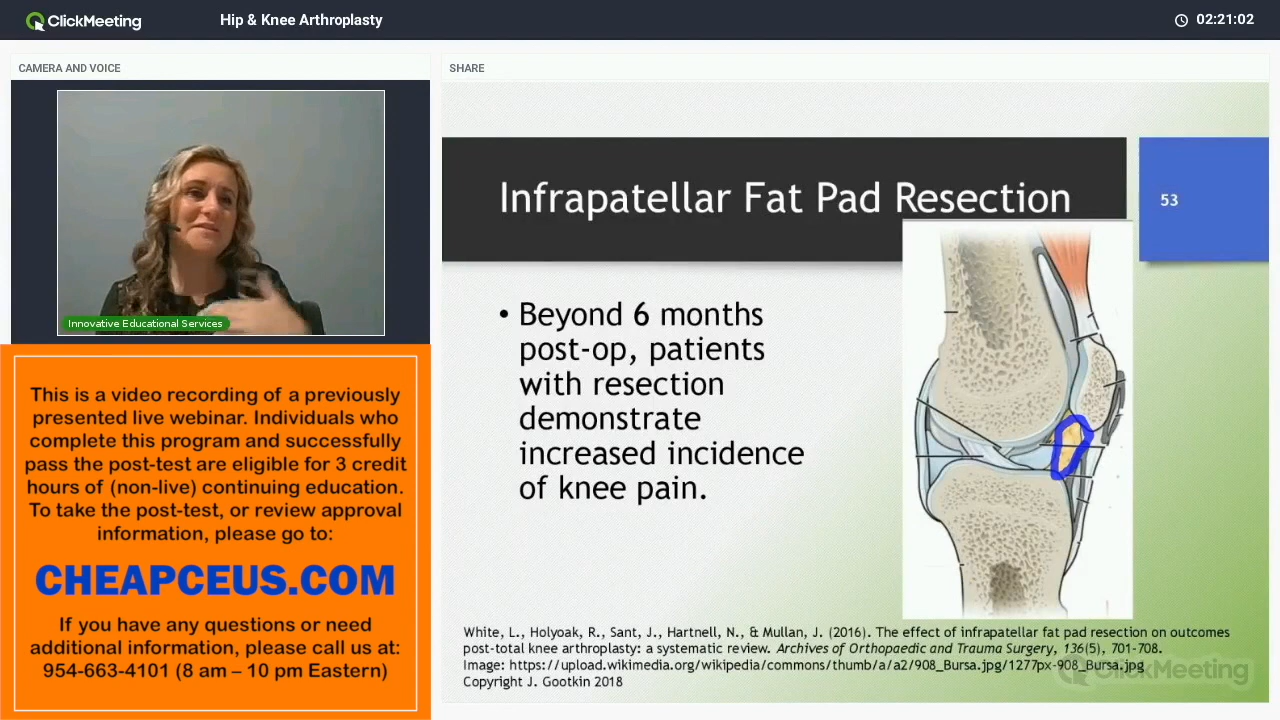 ClickMeeting
Hip & Knee Arthroplasty
02:21:02
CAMERA AND VOICE
SHARE
Innovative Educational Services
This is a video recording of a previously
presented live webinar. Individuals who
complete this program and successfully
pass the post-test are eligible for 3 credit
hours of (non-live) continuing education.
To take the post-test, or review approval
information, please go to:
CHEAPCEUS.COM
If you have any questions or need
additional information, please call us at:
954-663-4101 (8 am – 10 pm Eastern)
Infrapatellar Fat Pad Resection
53
• Beyond 6 months
post-op, patients
with resection
demonstrate
increased incidence
of knee pain.
White, L., Holyoak, R., Sant, J., Hartnell, N., & Mullan, J. (2016). The effect of infrapatellar fat pad resection on outcomes
post-total knee arthroplasty: a systematic review. Archives of Orthopaedic and Trauma Surgery, 136(5), 701-708.
Image: https://upload.wikimedia.org/wikipedia/commons/thumb/a/a2/908_Bursa.jpg/1277px-908_Bursa.jpg
Copyright J. Gootkin 2018
ClickMeeting